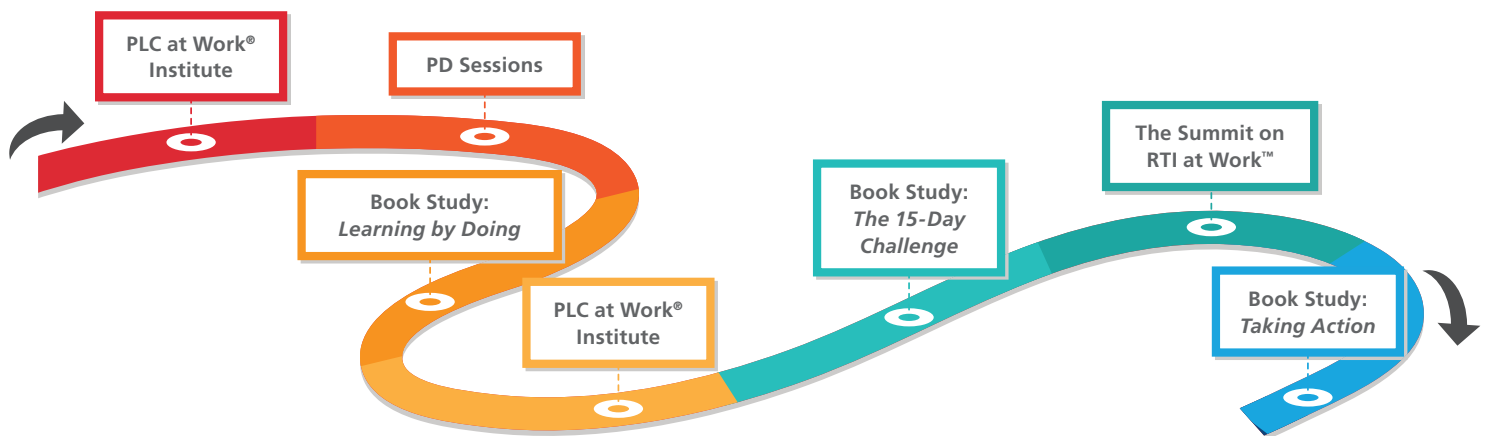 PLC at Work®
Institute
PD Sessions
Book Study:
Learning by Doing
PLC at Work®
Institute
Book Study:
The 15-Day
Challenge
The Summit on
RTI at Work™
Book Study:
Taking Action